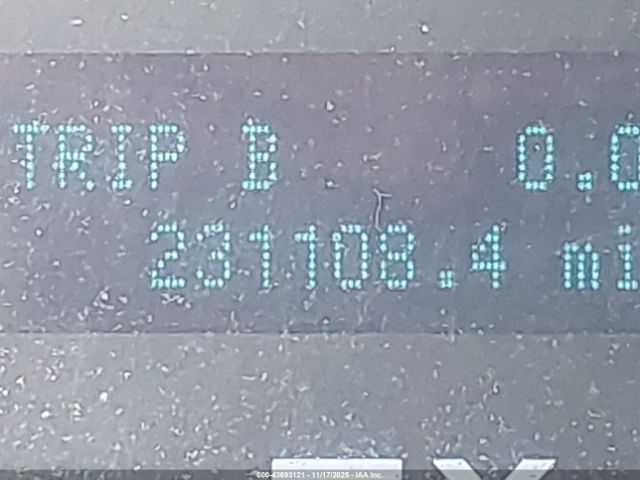 TRIP B 0.0
231108.4 mi
000-43693121 - 11/17/2025 - IAA Inc.